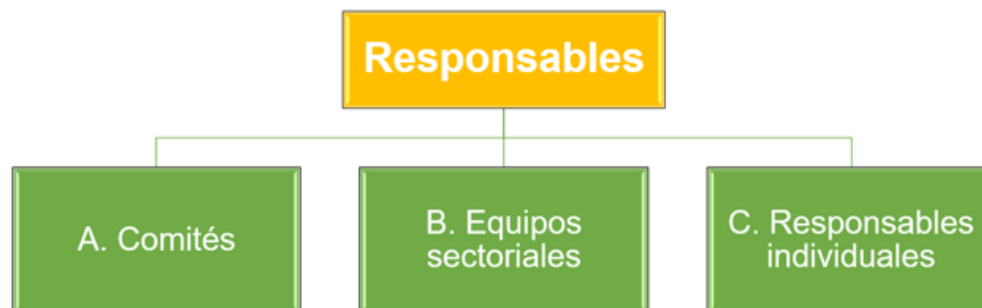 Responsables
A. Comités
B. Equipos
sectoriales
C. Responsables
individuales